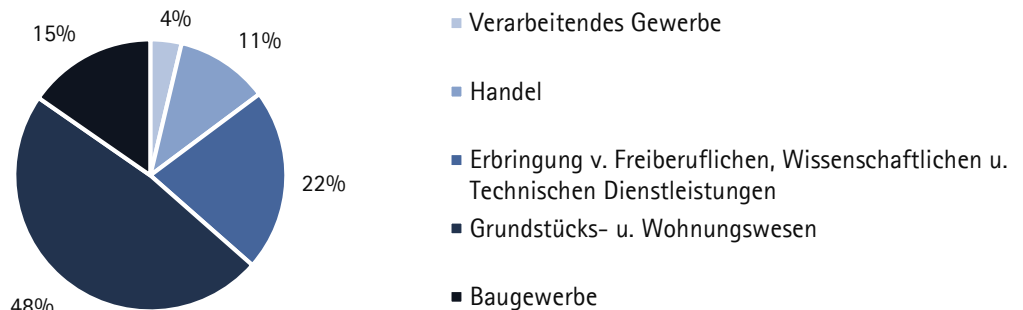 4%
15%
11%
22%
48%
Verarbeitendes Gewerbe
Handel
Erbringung v. Freiberuflichen, Wissenschaftlichen u.
Technischen Dienstleistungen
Grundstücks- u. Wohnungswesen
Baugewerbe